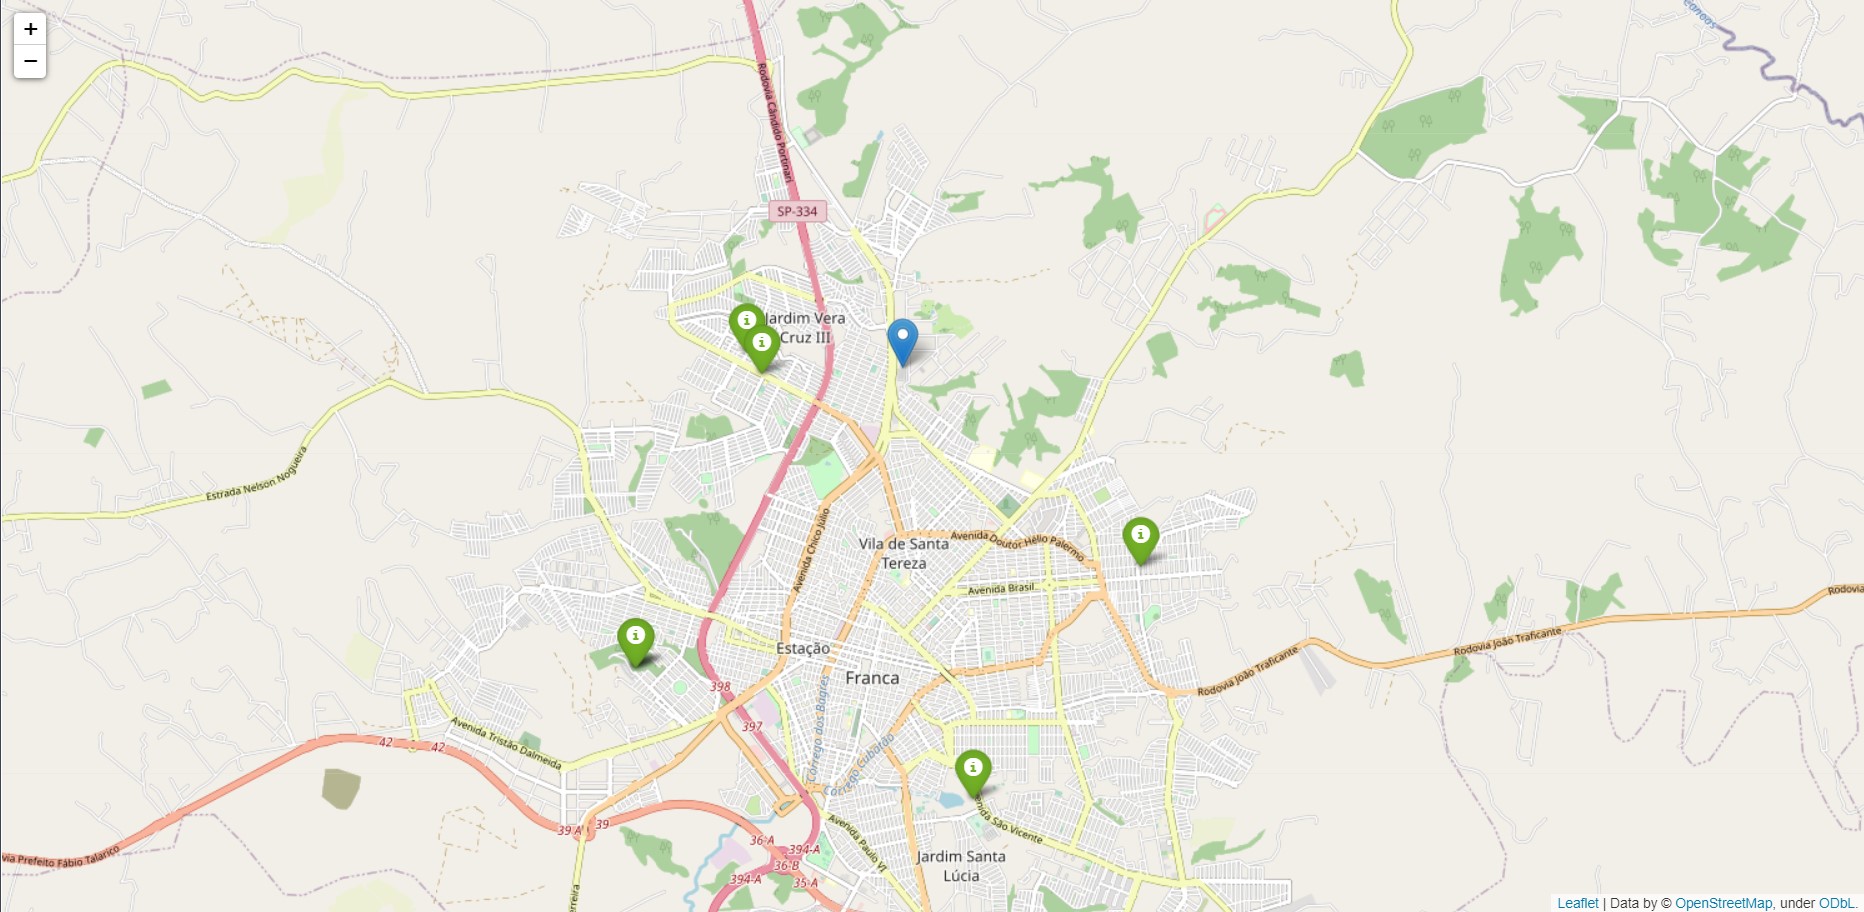 +
−
Canoas
Rodovia Cândido Portinari
SP-334
Jardim Vera
Cruz III
Estrada Nelson Nogueira
Avenida Chico Júlio
Vila de Santa
Tereza
Avenida Doutor Hélio Palermo
Avenida Brasil
Rodovia
Rodovia João Traficante
Rodovia João Traficante
Estação
Franca
398
397
Córrego dos Bagres
Córrego Cubatão
Avenida Tristão Dalmeida
42
42
39 A
39
via Prefeito Fábio Talarico
36-A
394-A
36-B
394-A
35-A
Avenida Paulo VI
enida São Vicente
Jardim Santa
Lúcia
erreira
Leaflet | Data by © OpenStreetMap, under ODbL.